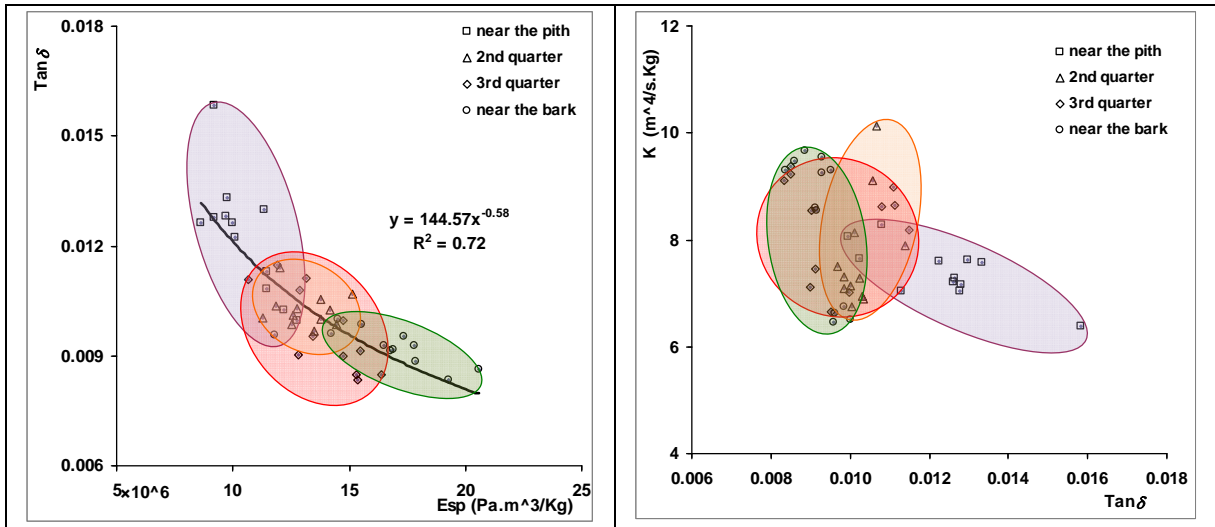 Tan δ
0.018
0.015
0.012
0.009
0.006
5×10^6
10
15
20
25
Esp (Pa.m^3/Kg)
near the pith
2nd quarter
3rd quarter
near the bark
y = 144.57x^-0.58
R^2 = 0.72
K (m^4/s.Kg)
12
10
8
6
4
0.006
0.008
0.010
0.012
0.014
0.016
0.018
Tan δ
near the pith
2nd quarter
3rd quarter
near the bark